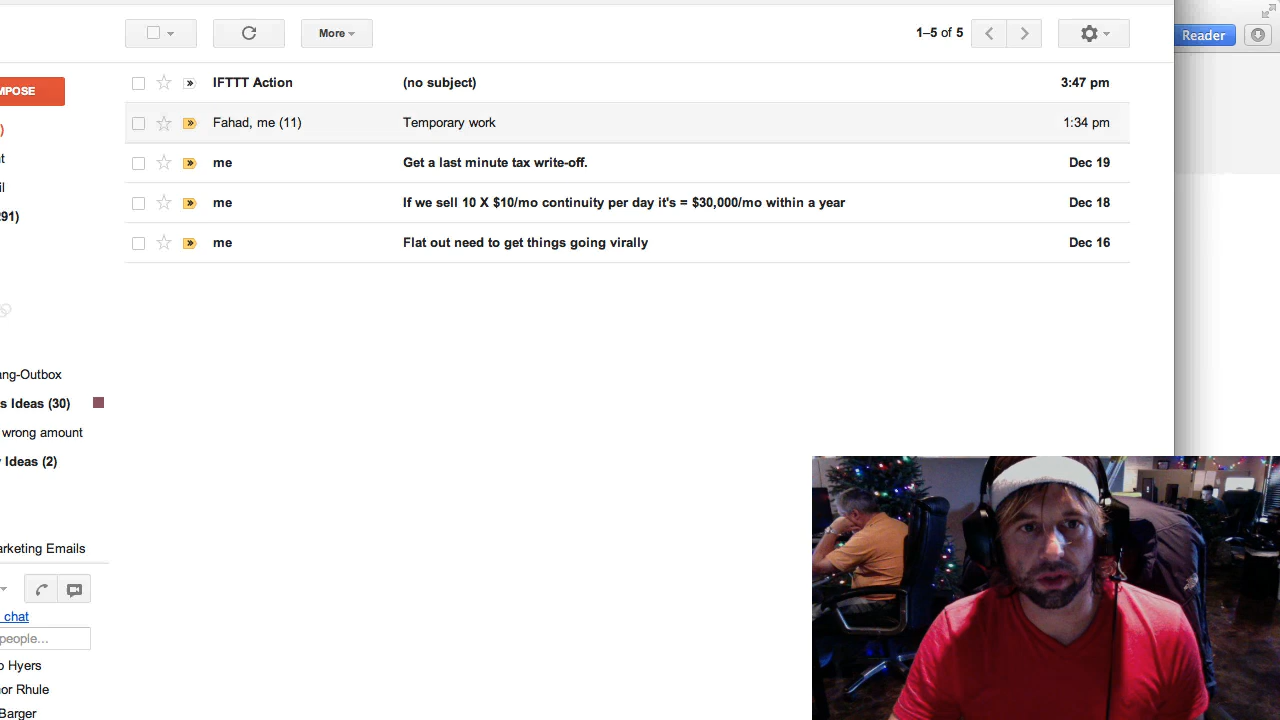 More
1–5 of 5
Reader
MPOSE
IFTTT Action (no subject) 3:47 pm
)
Fahad, me (11) Temporary work 1:34 pm
t
me Get a last minute tax write-off. Dec 19
il
me If we sell 10 X $10/mo continuity per day it's = $30,000/mo within a year Dec 18
291)
me Flat out need to get things going virally Dec 16
ang-Outbox
s Ideas (30)
wrong amount
Ideas (2)
arketing Emails
chat
people...
o Hyers
or Rhule
Barger